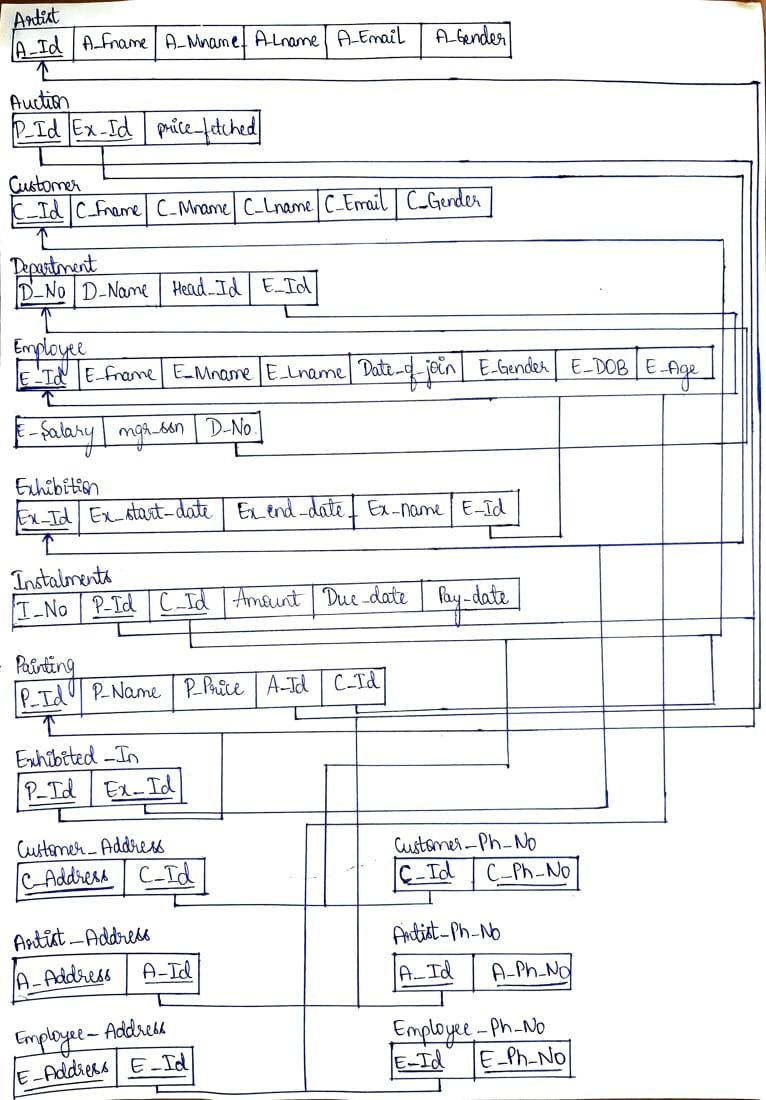 Artist
A_Id A_Fname A_Mname A_Lname A_Email A_Gender
Auction
P_Id Ex_Id price_fetched
Customer
C_Id C_Fname C_Mname C_Lname C_Email C_Gender
Department
D_No D_Name Head_Id E_Id
Employee
E_Id E_Fname E_Mname E_Lname Date_of_join E_Gender E_DOB E_Age
E_Salary mgr_ssn D_No.
Exhibition
Ex_Id Ex_start_date Ex_end_date Ex_name E_Id
Instalments
I_No P_Id C_Id Amount Due_date Pay_date
Painting
P_Id P_Name P_Price A_Id C_Id
Exhibited_In
P_Id Ex_Id
Customer_Address Customer_Ph_No
C_Address C_Id C_Id C_Ph_No
Artist_Address Artist_Ph_No
A_Address A_Id A_Id A_Ph_No
Employee_Address Employee_Ph_No
E_Address E_Id E_Id E_Ph_No